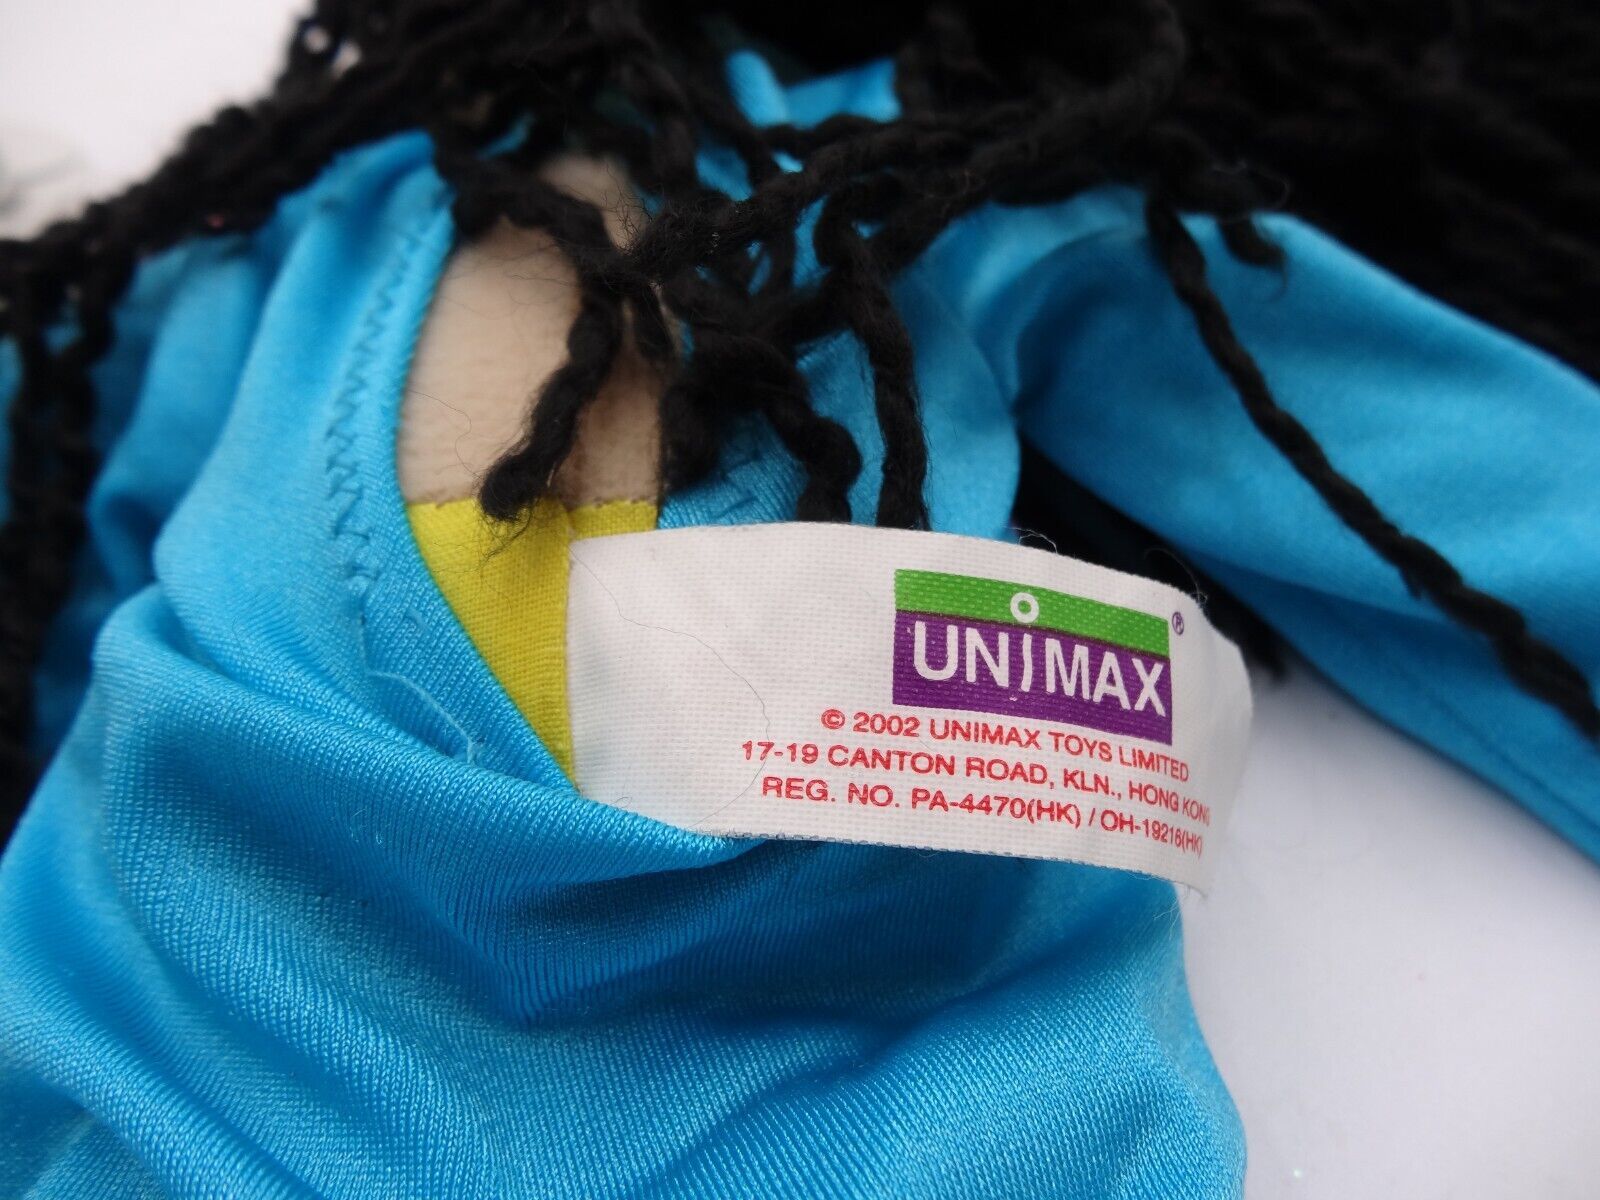 UNiMAX ®
© 2002 UNIMAX TOYS LIMITED
17-19 CANTON ROAD, KLN., HONG KONG
REG. NO. PA-4470(HK) / OH-19216(HK)